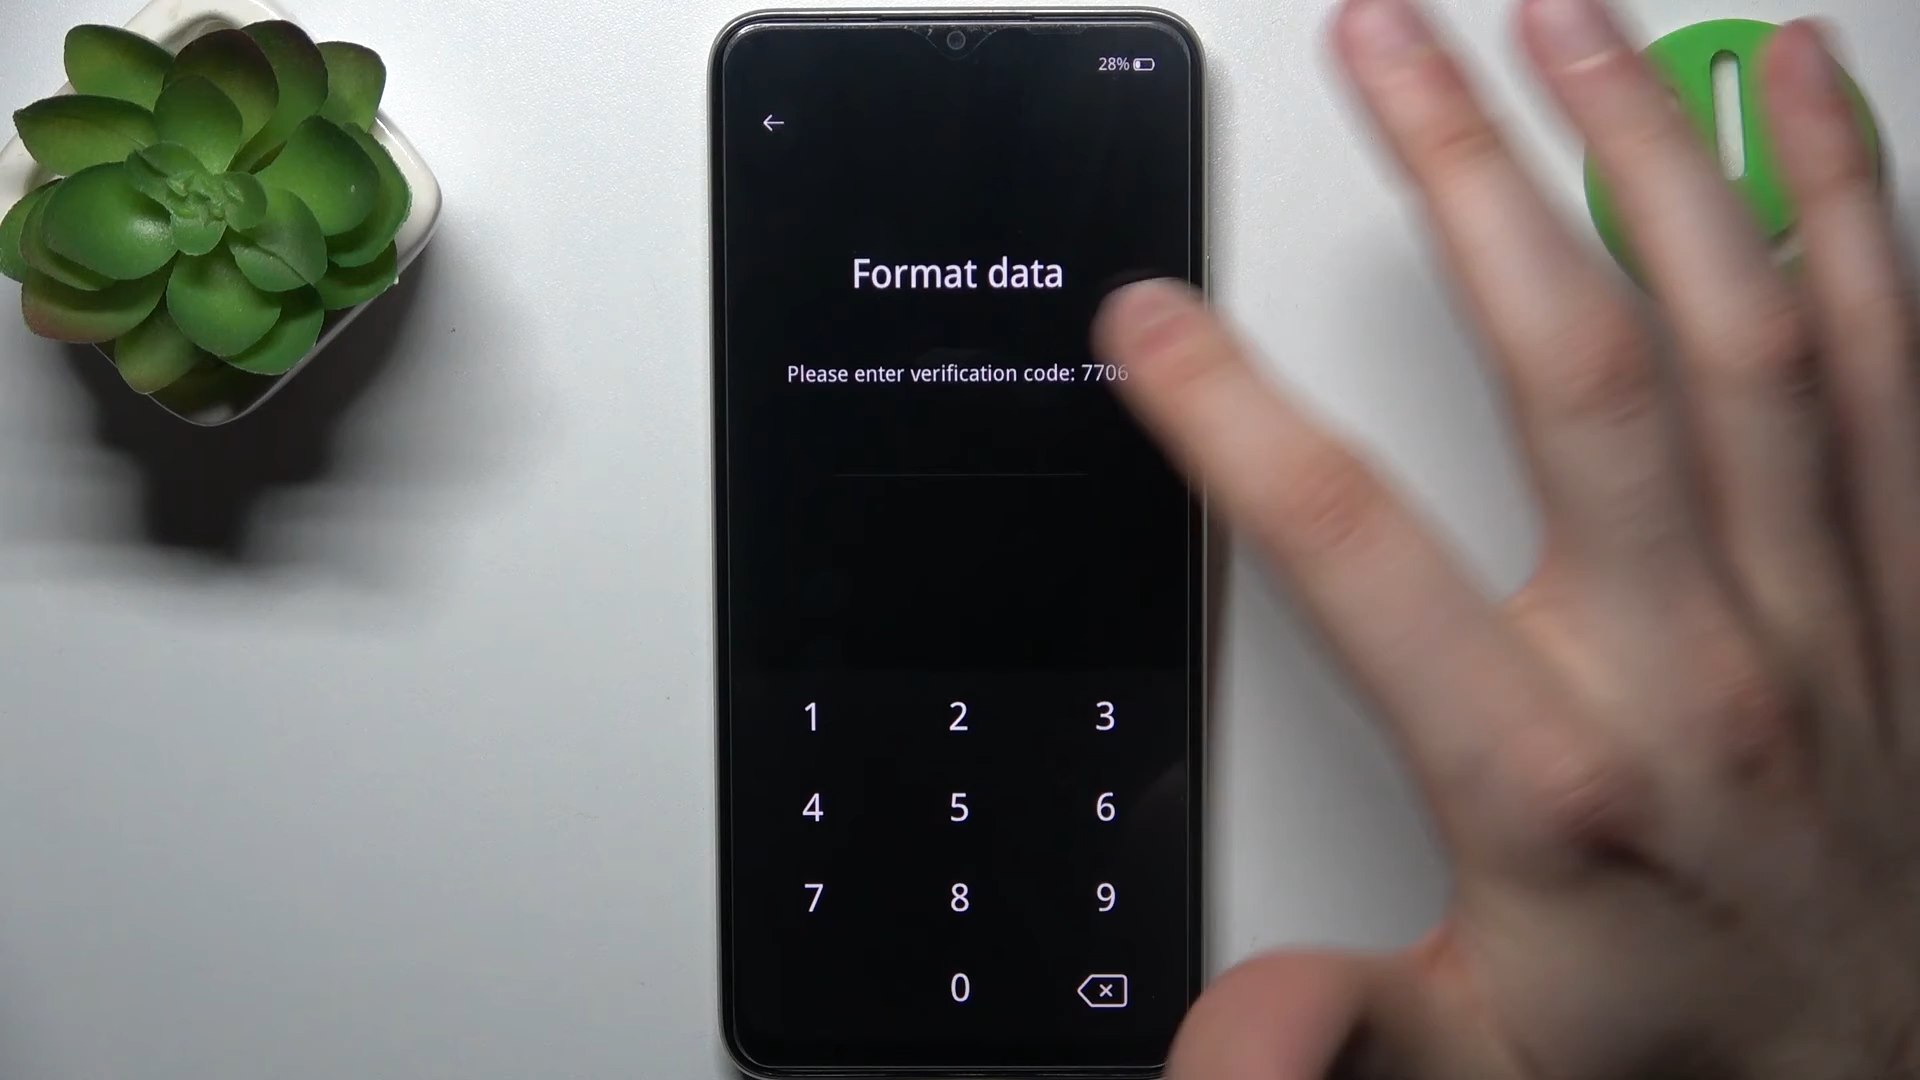 28%
Format data
Please enter verification code: 7706
1 2 3
4 5 6
7 8 9
0